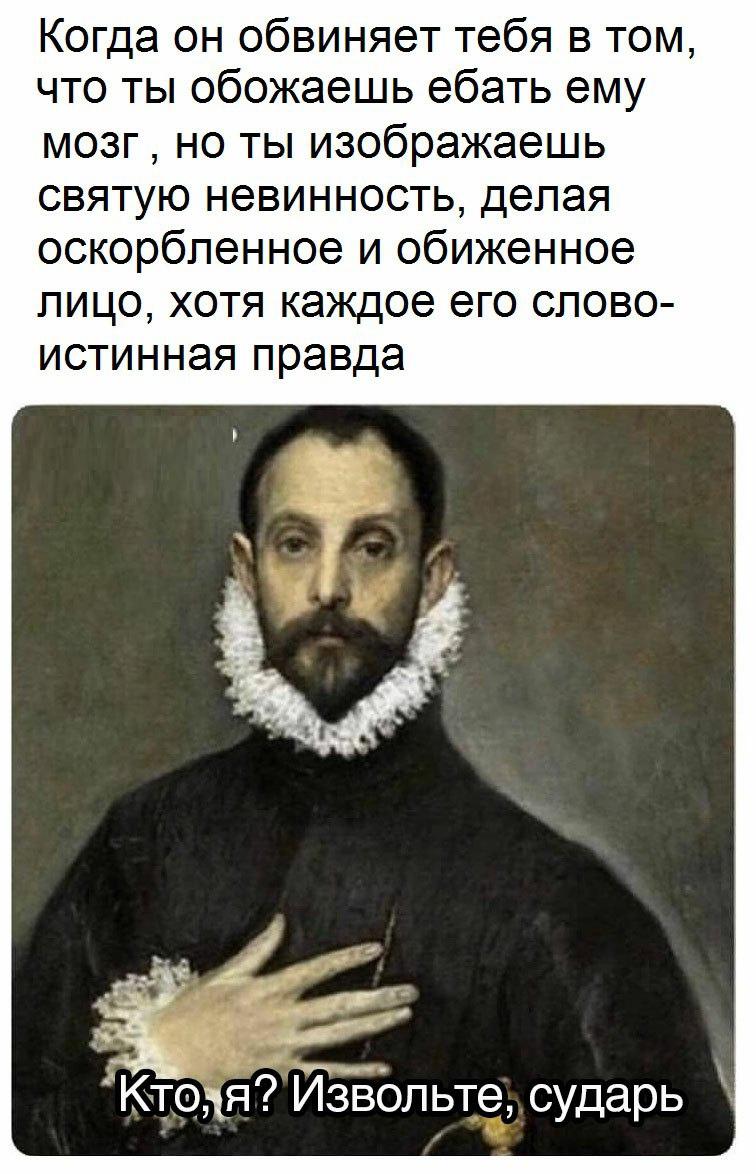 Когда он обвиняет тебя в том,
что ты обожаешь ебать ему
мозг , но ты изображаешь
святую невинность, делая
оскорбленное и обиженное
лицо, хотя каждое его слово-
истинная правда
Кто, я? Извольте, сударь